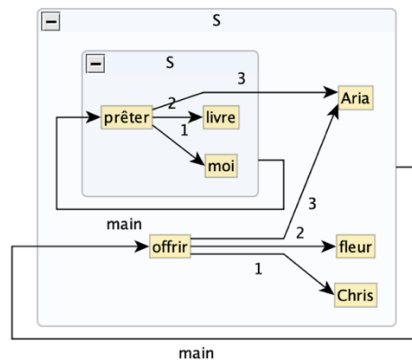 S
S
3
Aria
prêter
2
livre
1
moi
main
3
offrir
2
fleur
1
Chris
main